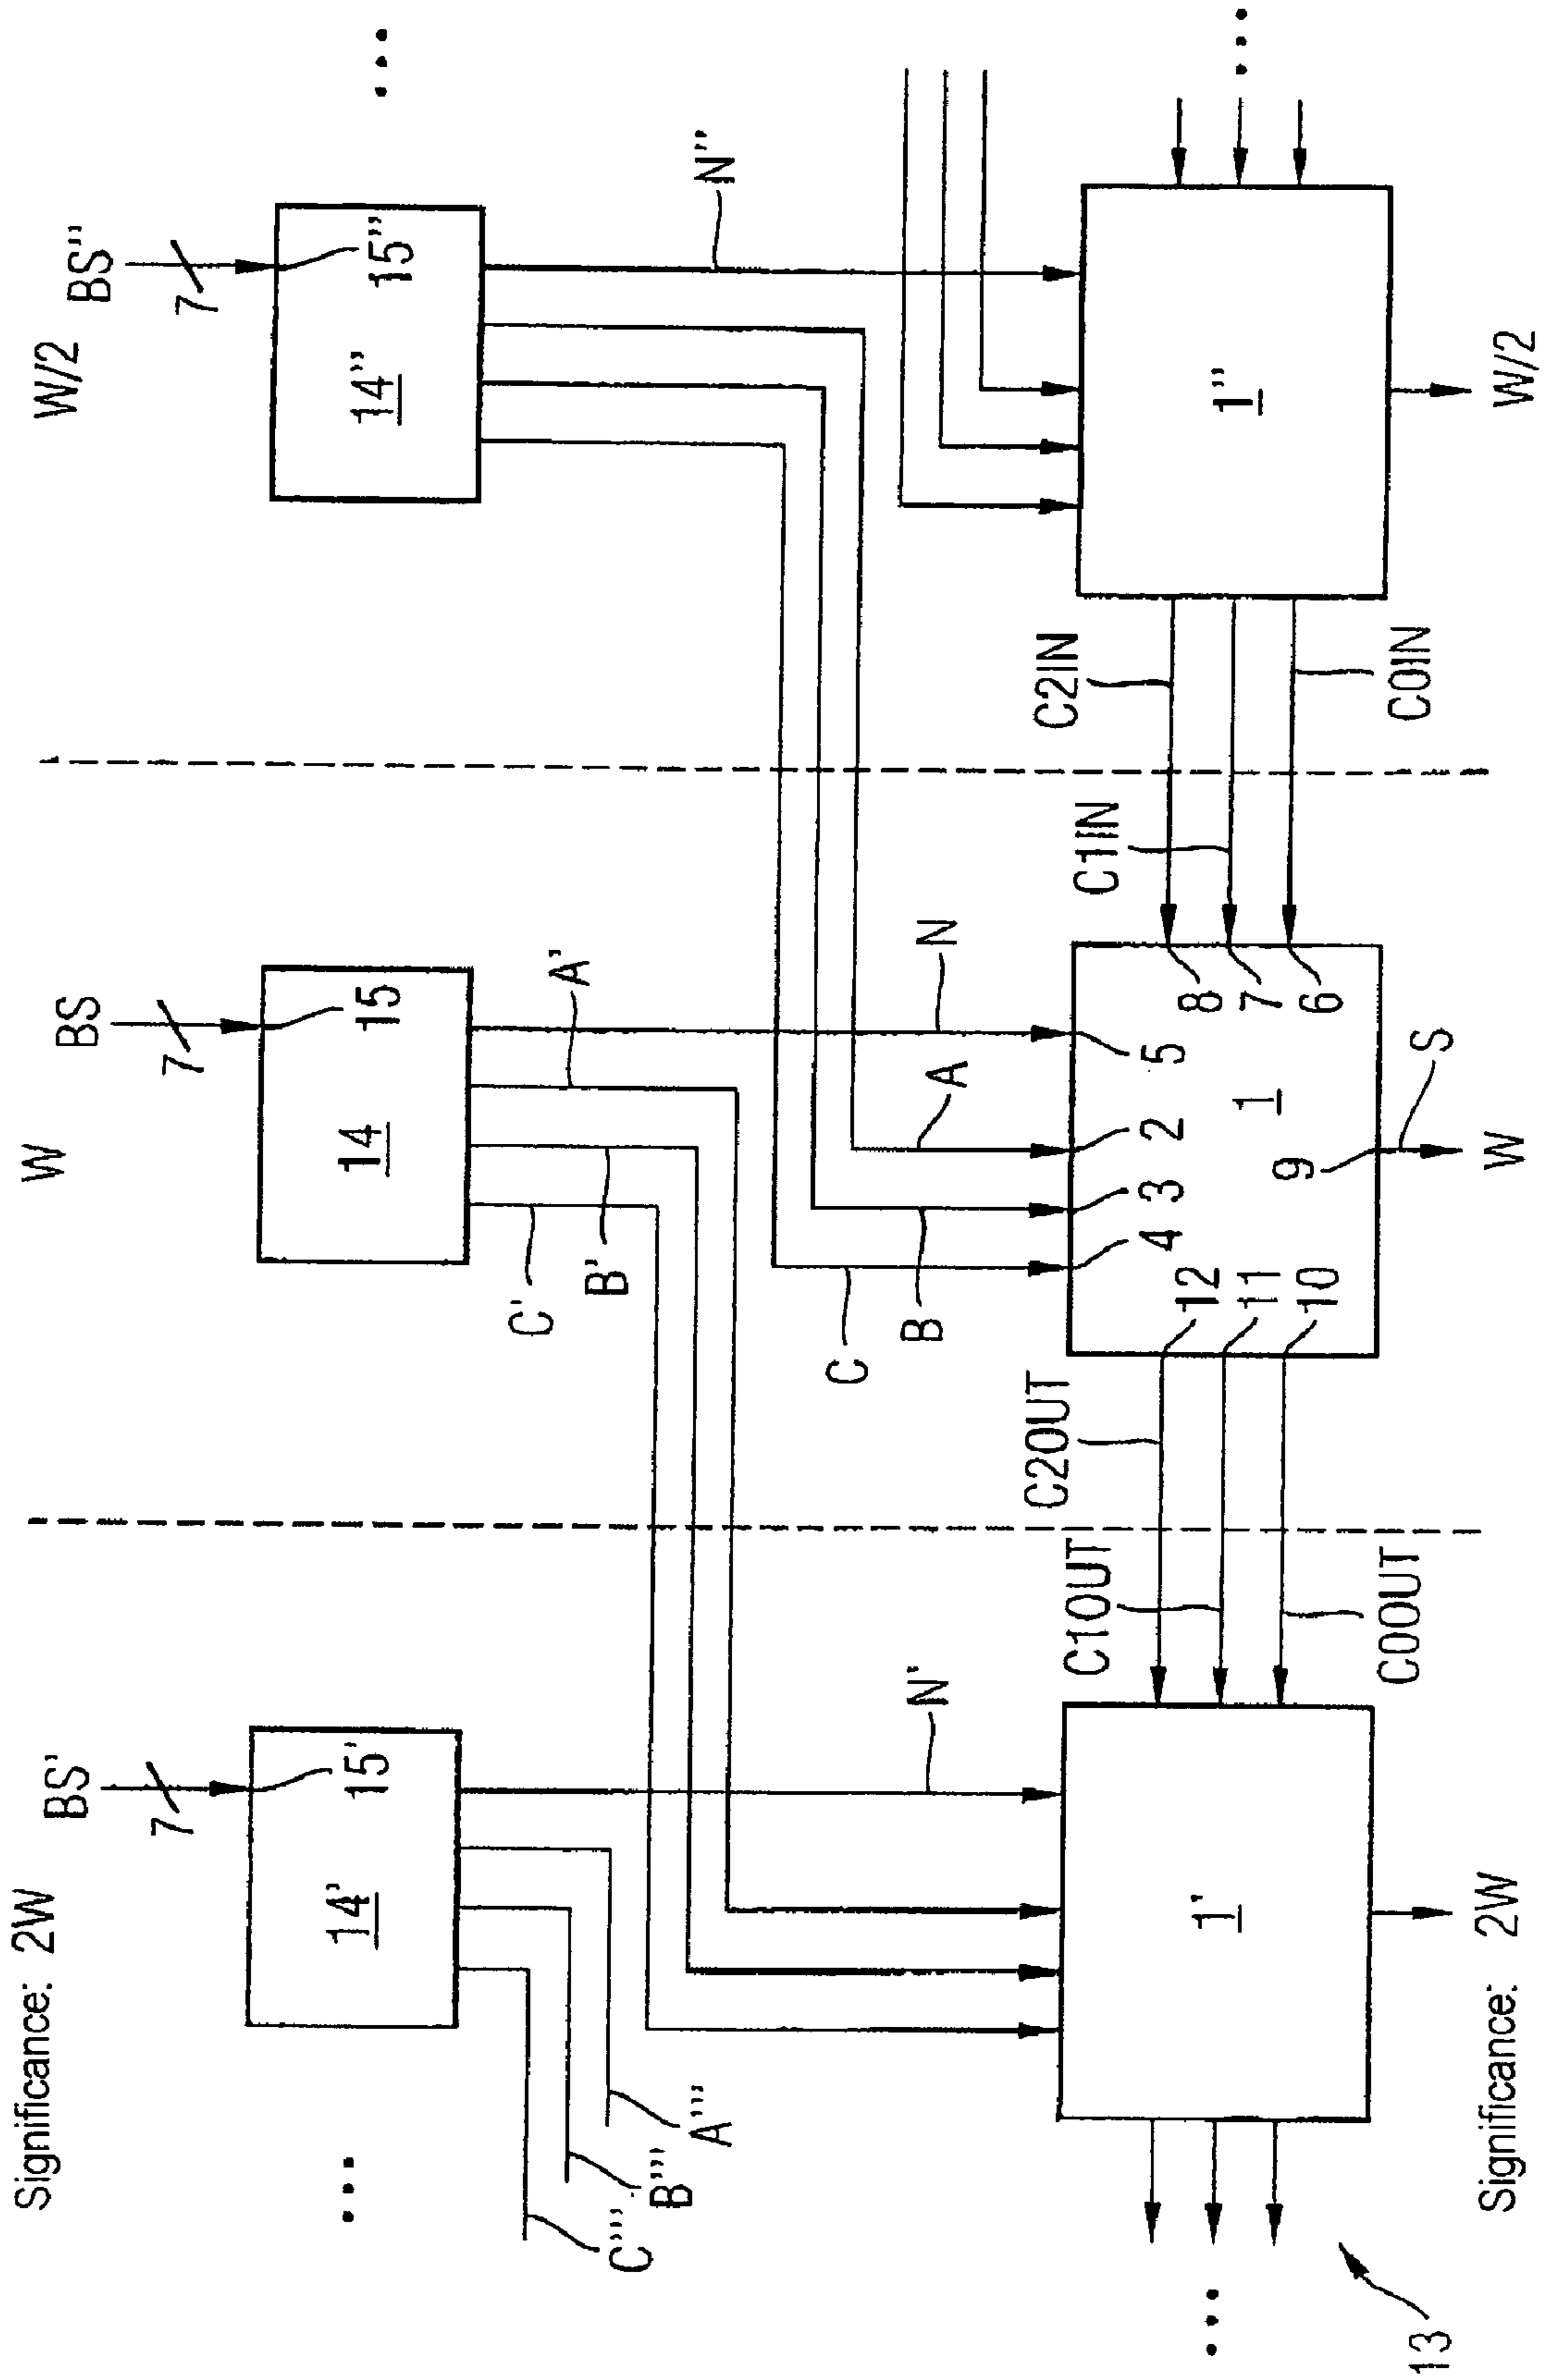 Significance: 2W
W
W/2
BS'
BS
BS"
7
7
7
14'
15'
14
15
14"
15"
C'''
B'''
A'''
C'
B'
A'
N'
N
N"
C
B
A
C2OUT
C1OUT
C0OUT
C2IN
C1IN
C0IN
1'
12
11
10
4
3
2
5
9
1
8
7
6
1"
S
13
Significance: 2W
W
W/2